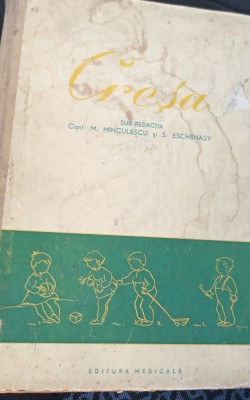 Creșa
SUB REDACȚIA
Conf. M. MINCULESCU și S. ESCHENASY
EDITURA MEDICALĂ